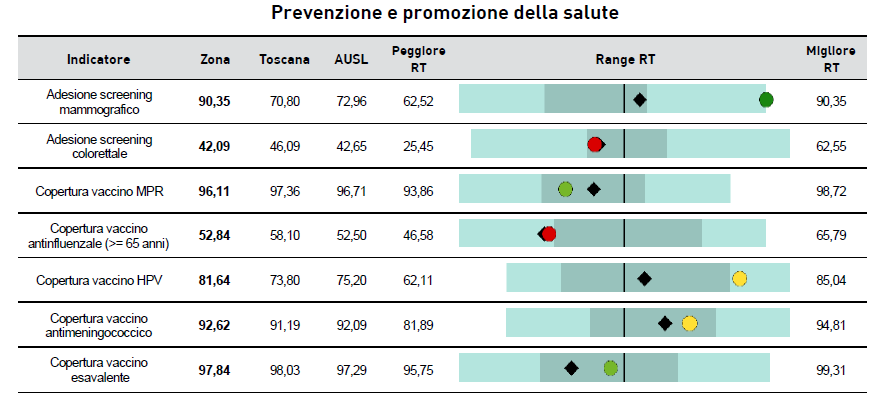 Prevenzione e promozione della salute
Indicatore Zona Toscana AUSL Peggiore RT Range RT Migliore RT
Adesione screening mammografico 90,35 70,80 72,96 62,52 90,35
Adesione screening colorettale 42,09 46,09 42,65 25,45 62,55
Copertura vaccino MPR 96,11 97,36 96,71 93,86 98,72
Copertura vaccino antinfluenzale (>= 65 anni) 52,84 58,10 52,50 46,58 65,79
Copertura vaccino HPV 81,64 73,80 75,20 62,11 85,04
Copertura vaccino antimeningococcico 92,62 91,19 92,09 81,89 94,81
Copertura vaccino esavalente 97,84 98,03 97,29 95,75 99,31